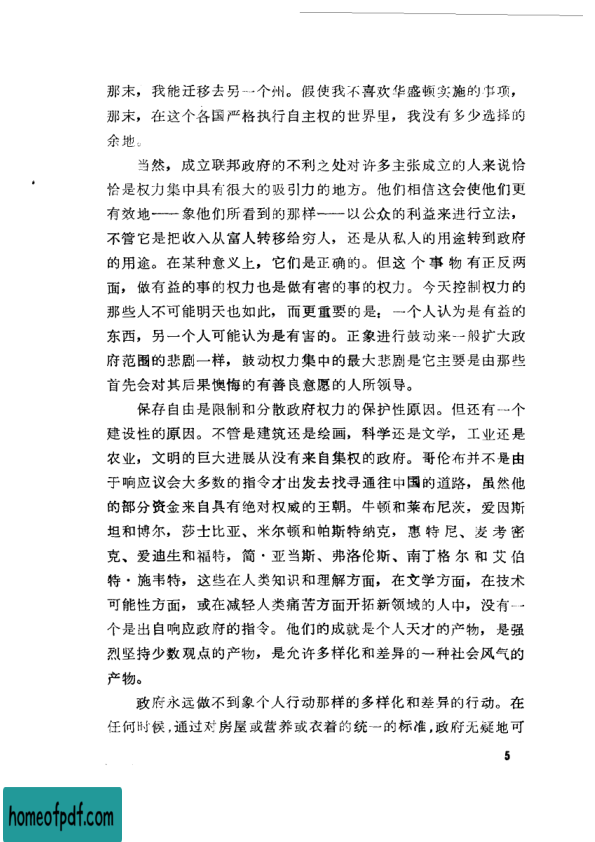 那末，我能迁移去另一个州。假使我不喜欢华盛顿实施的事项，
那末，在这个各国严格执行自主权的世界里，我没有多少选择的
余地。
当然，成立联邦政府的不利之处对许多主张成立的人来说恰
恰是权力集中具有很大的吸引力的地方。他们相信这会使他们更
有效地——象他们所看到的那样——以公众的利益来进行立法，
不管它是把收入从富人转移给穷人，还是从私人的用途转到政府
的用途。在某种意义上，它们是正确的。但这个事物有正反两
面，做有益的事的权力也是做有害的事的权力。今天控制权力的
那些人不可能明天也如此，而更重要的是：一个人认为是有益的
东西，另一个人可能认为是有害的。正象进行鼓动来一般扩大政
府范围的悲剧一样，鼓动权力集中的最大悲剧是它主要是由那些
首先会对其后果懊悔的有善良意愿的人所领导。
保存自由是限制和分散政府权力的保护性原因。但还有一个
建设性的原因。不管是建筑还是绘画，科学还是文学，工业还是
农业，文明的巨大进展从没有来自集权的政府。哥伦布并不是由
于响应议会大多数的指令才出发去找寻通往中国的道路，虽然他
的部分资金来自具有绝对权威的王朝。牛顿和莱布尼茨，爱因斯
坦和博尔，莎士比亚、米尔顿和帕斯特纳克，惠特尼、麦考密
克、爱迪生和福特，简·亚当斯、弗洛伦斯、南丁格尔和艾伯
特·施韦特，这些在人类知识和理解方面，在文学方面，在技术
可能性方面，或在减轻人类痛苦方面开拓新领域的人中，没有一
个是出自响应政府的指令。他们的成就是个人天才的产物，是强
烈坚持少数观点的产物，是允许多样化和差异的一种社会风气的
产物。
政府永远做不到象个人行动那样的多样化和差异的行动。在
任何时候，通过对房屋或营养或衣着的统一的标准，政府无疑地可
5
homeofpdf.com